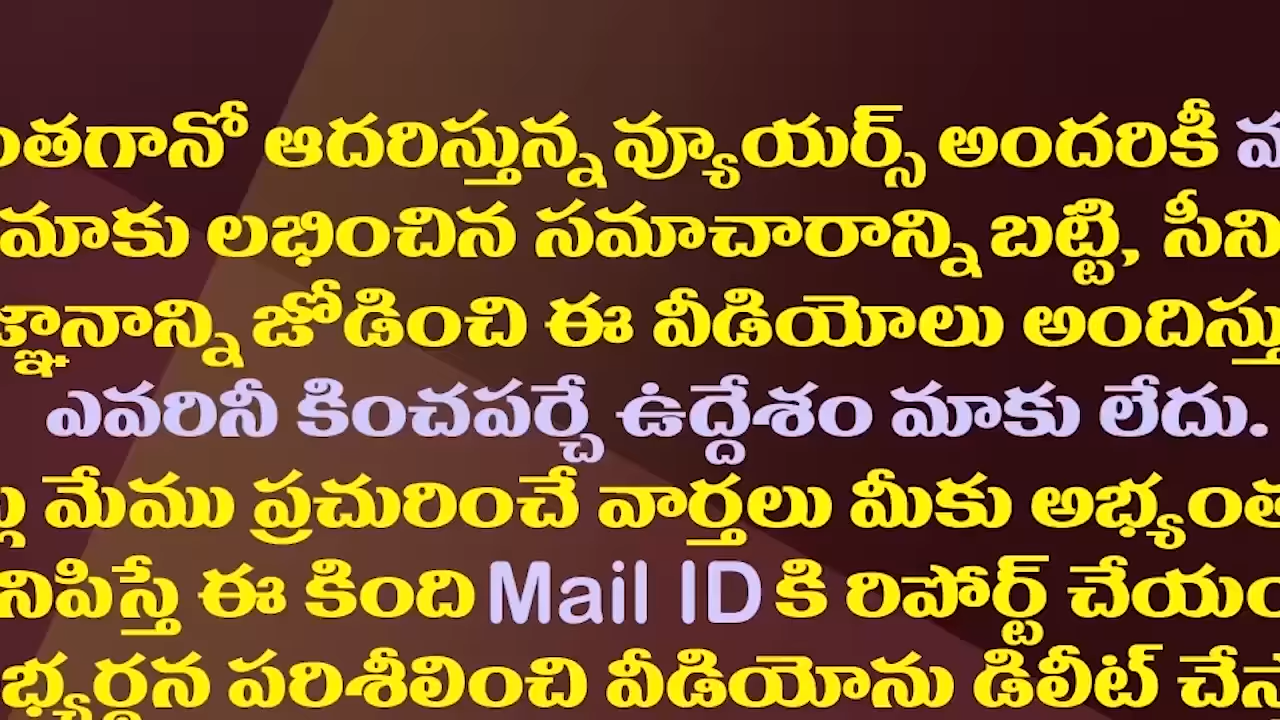 ంతగానో ఆదరిస్తున్న వ్యూయర్స్ అందరికీ
మాకు లభించిన సమాచారాన్ని బట్టి, సీని
జ్ఞానాన్ని జోడించి ఈ వీడియోలు అందిస్తు
ఎవరినీ కించపర్చే ఉద్దేశం మాకు లేదు.
మేము ప్రచురించే వార్తలు మీకు అభ్యంత
నిపిస్తే ఈ కింది Mail ID కి రిపోర్ట్ చేయం
భ్యర్థన పరిశీలించి వీడియోను డిలీట్ చేస